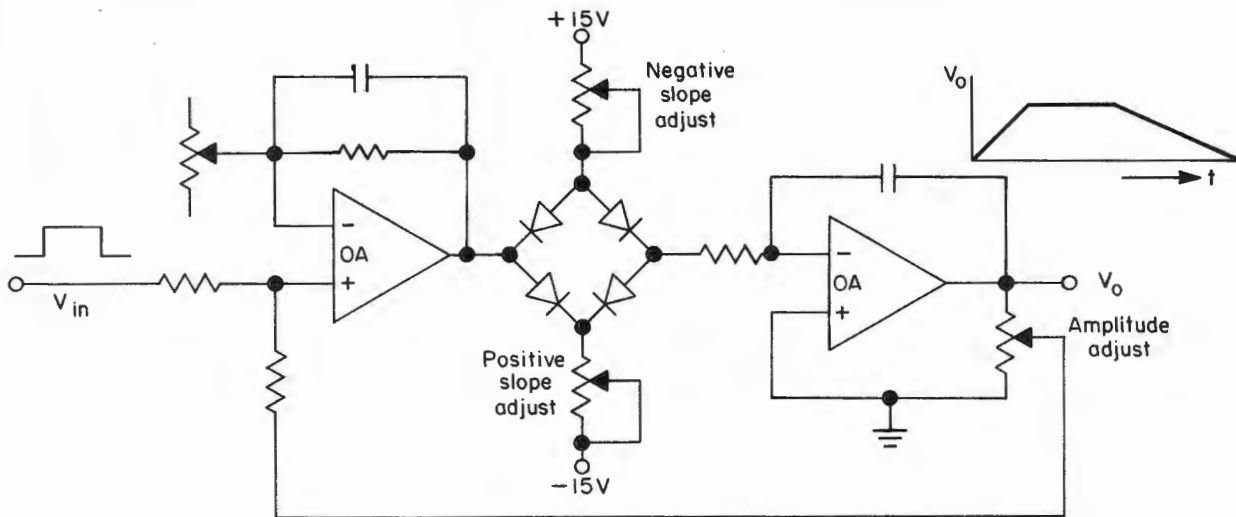 +15V
Negative
slope
adjust
Vo
t
-
OA
+
Vin
-
OA
+
Vo
Amplitude
adjust
Positive
slope
adjust
-15V